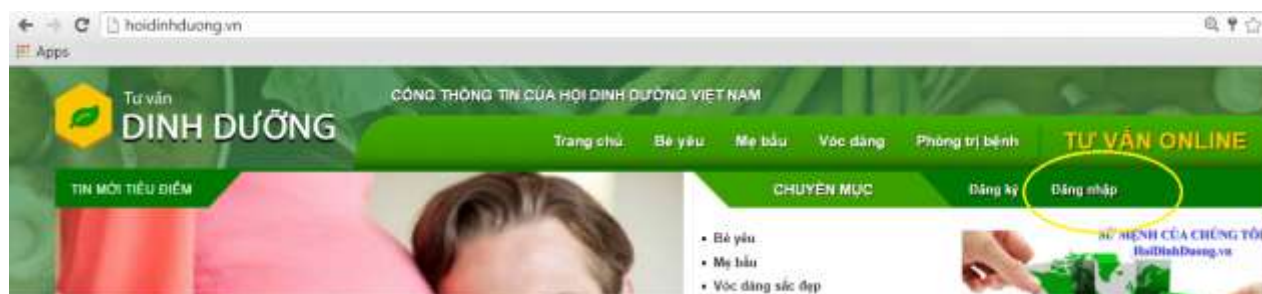 hoidinhduong.vn
Apps
Tư vấn
DINH DƯỠNG
CỔNG THÔNG TIN CỦA HỘI DINH DƯỠNG VIỆT NAM
Trang chủ Bé yêu Mẹ bầu Vóc dáng Phòng trị bệnh TƯ VẤN ONLINE
TIN MỚI TIÊU ĐIỂM
CHUYÊN MỤC
Đăng ký Đăng nhập
• Bé yêu
• Mẹ bầu
• Vóc dáng sắc đẹp
SỨ MỆNH CỦA CHÚNG TÔI
HoiDinhDuong.vn